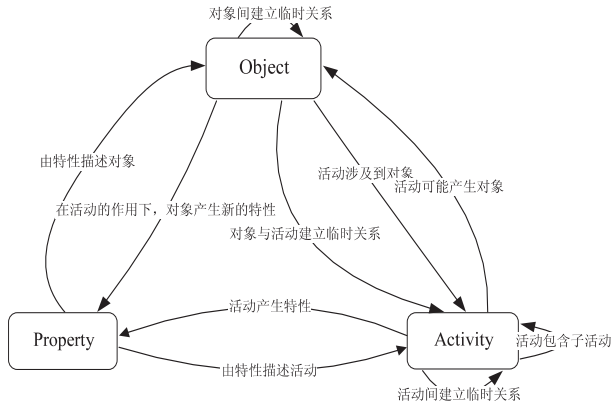 对象间建立临时关系
Object
由特性描述对象
活动涉及到对象
活动可能产生对象
在活动的作用下，对象产生新的特性
对象与活动建立临时关系
活动产生特性
Property
Activity
活动包含子活动
由特性描述活动
活动间建立临时关系